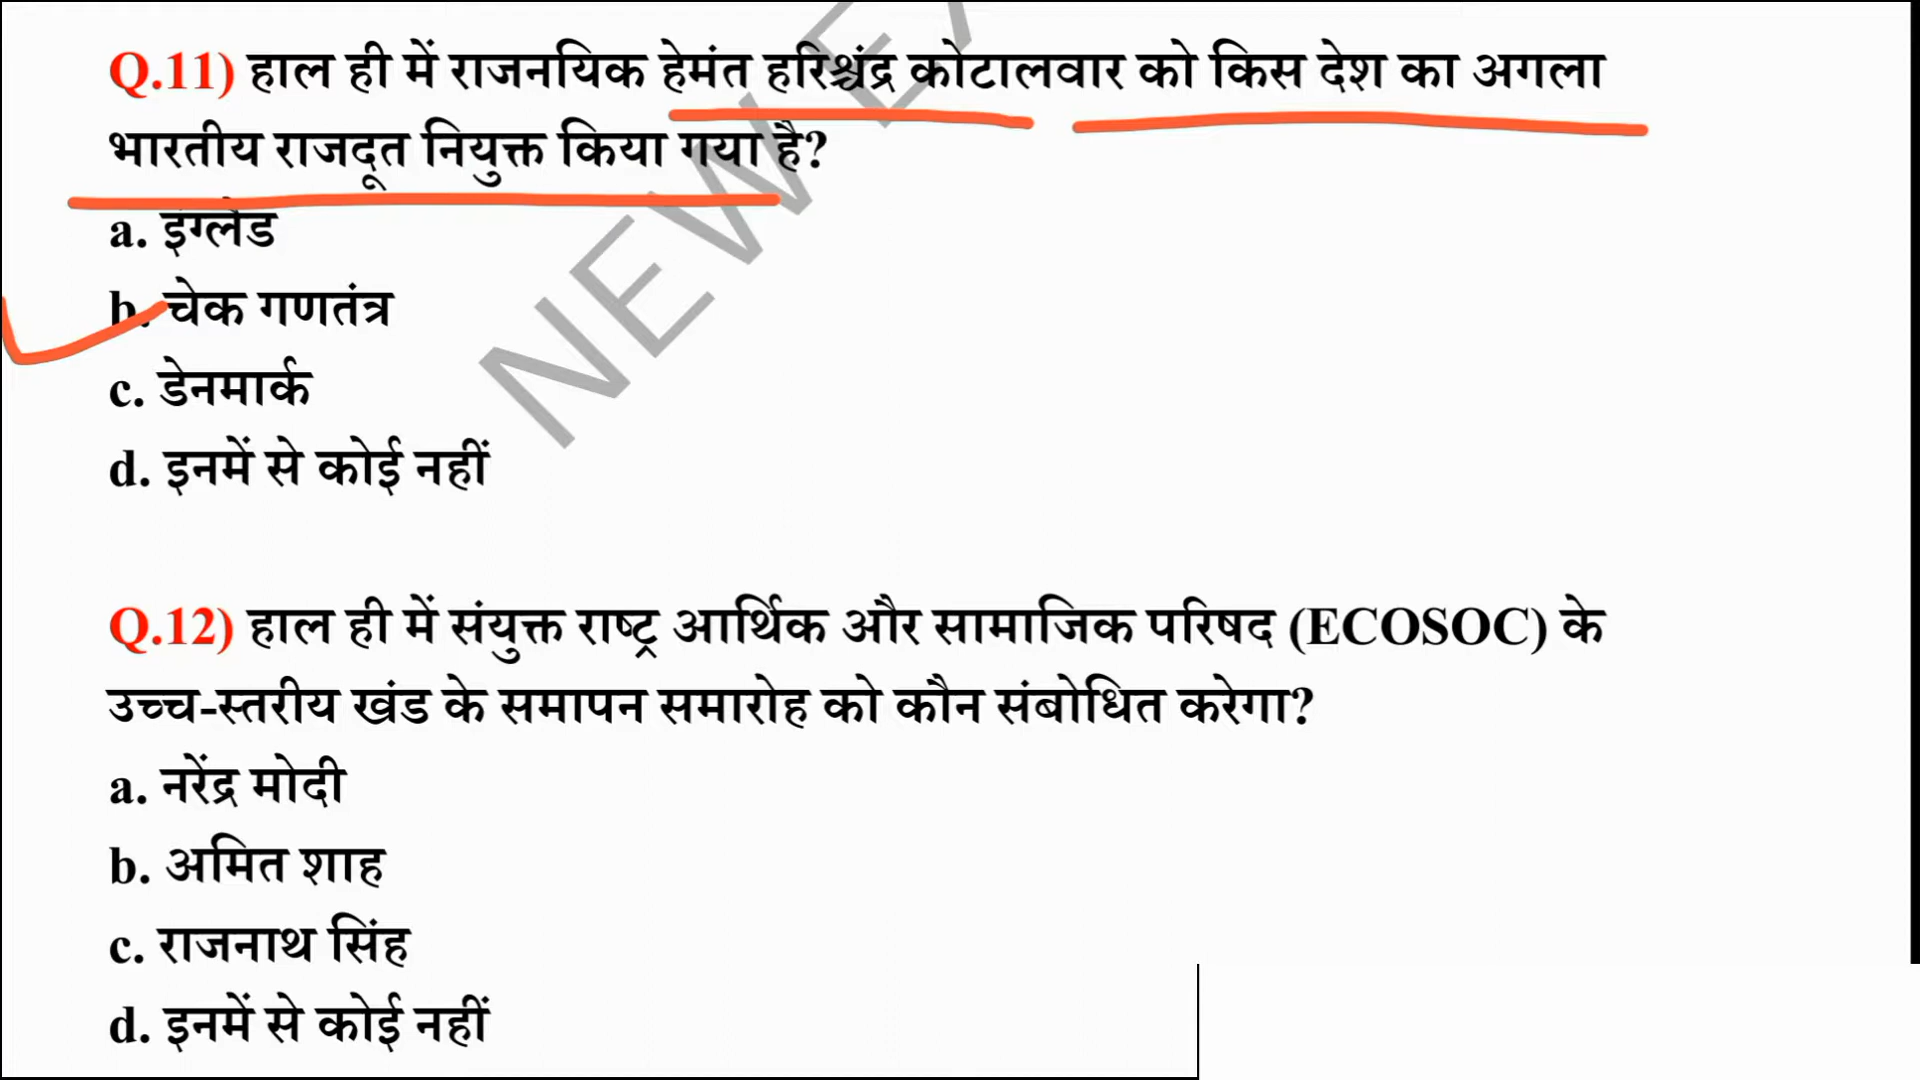 Q.11) हाल ही में राजनयिक हेमंत हरिश्चंद्र कोटालवार को किस देश का अगला
भारतीय राजदूत नियुक्त किया गया है?
a. इंग्लैंड
b. चेक गणतंत्र
c. डेनमार्क
d. इनमें से कोई नहीं
Q.12) हाल ही में संयुक्त राष्ट्र आर्थिक और सामाजिक परिषद (ECOSOC) के
उच्च-स्तरीय खंड के समापन समारोह को कौन संबोधित करेगा?
a. नरेंद्र मोदी
b. अमित शाह
c. राजनाथ सिंह
d. इनमें से कोई नहीं
NEW